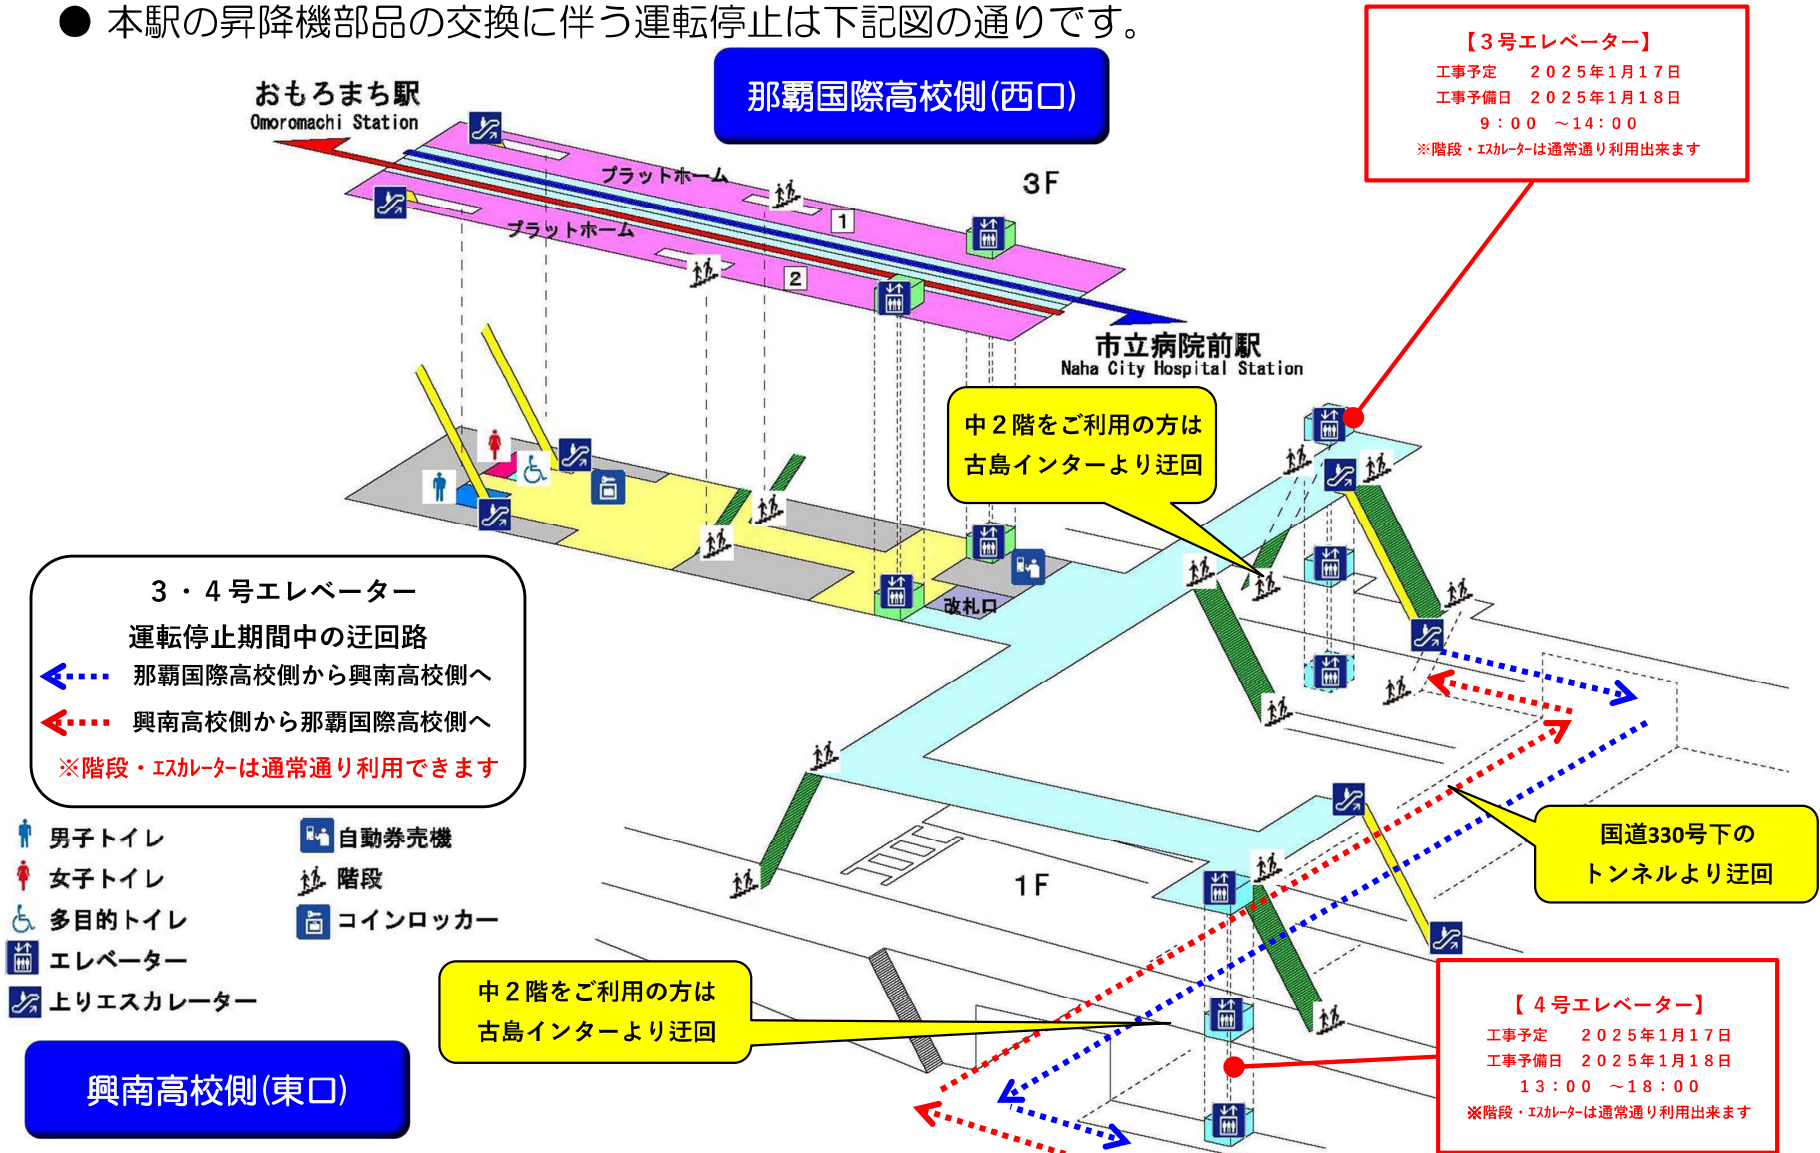 ● 本駅の昇降機部品の交換に伴う運転停止は下記図の通りです。
那覇国際高校側(西口)
【３号エレベーター】
工事予定　２０２５年１月１７日
工事予備日　２０２５年１月１８日
９：００　～１４：００
※階段・ｴｽｶﾚｰﾀｰは通常通り利用出来ます
おもろまち駅
Omoromachi Station
プラットホーム
3F
1
プラットホーム
2
市立病院前駅
Naha City Hospital Station
中２階をご利用の方は
古島インターより迂回
改札口
３・４号エレベーター
運転停止期間中の迂回路
那覇国際高校側から興南高校側へ
興南高校側から那覇国際高校側へ
※階段・ｴｽｶﾚｰﾀｰは通常通り利用できます
男子トイレ
女子トイレ
多目的トイレ
エレベーター
上りエスカレーター
自動券売機
階段
コインロッカー
1F
国道330号下の
トンネルより迂回
中２階をご利用の方は
古島インターより迂回
【４号エレベーター】
工事予定　２０２５年１月１７日
工事予備日　２０２５年１月１８日
１３：００　～１８：００
※階段・ｴｽｶﾚｰﾀｰは通常通り利用出来ます
興南高校側(東口)